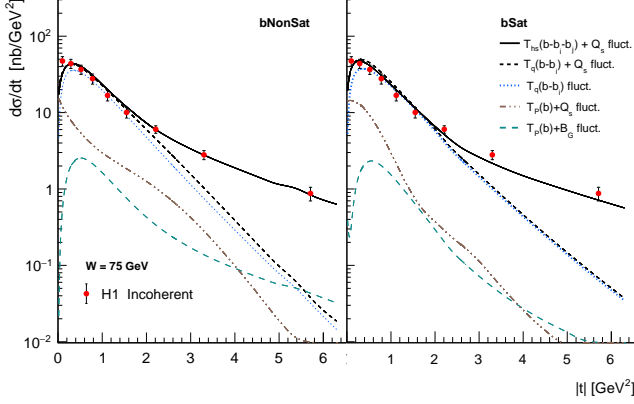 bNonSat
bSat
dσ/dt [nb/GeV²]
10²
10
1
10⁻¹
10⁻²
T_hs(b-b_i-b_j) + Q_s fluct.
T_q(b-b_i) + Q_s fluct.
T_q(b-b_i) fluct.
T_P(b)+Q_s fluct.
T_P(b)+B_G fluct.
W = 75 GeV
H1 Incoherent
0 1 2 3 4 5 6
1 2 3 4 5 6
|t| [GeV²]